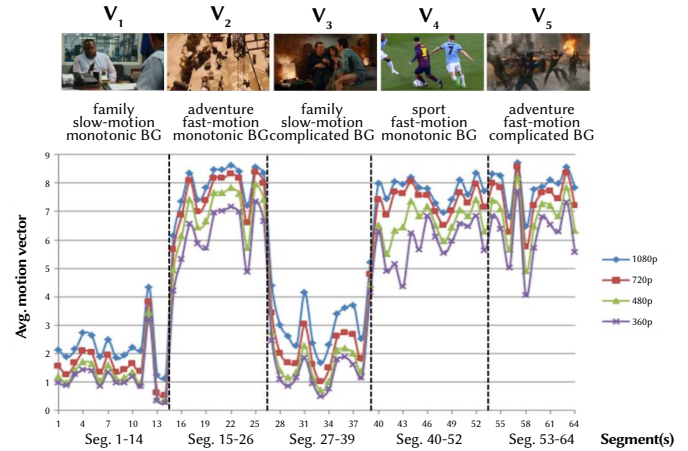 V1 V2 V3 V4 V5
family adventure family sport adventure
slow-motion fast-motion slow-motion fast-motion fast-motion
monotonic BG monotonic BG complicated BG monotonic BG complicated BG
9
8
7
6
5
4
3
2
1
0
Avg. motion vector
1080p
720p
480p
360p
1 4 7 10 13 16 19 22 25 28 31 34 37 40 43 46 49 52 55 58 61 64
Seg. 1-14 Seg. 15-26 Seg. 27-39 Seg. 40-52 Seg. 53-64 Segment(s)